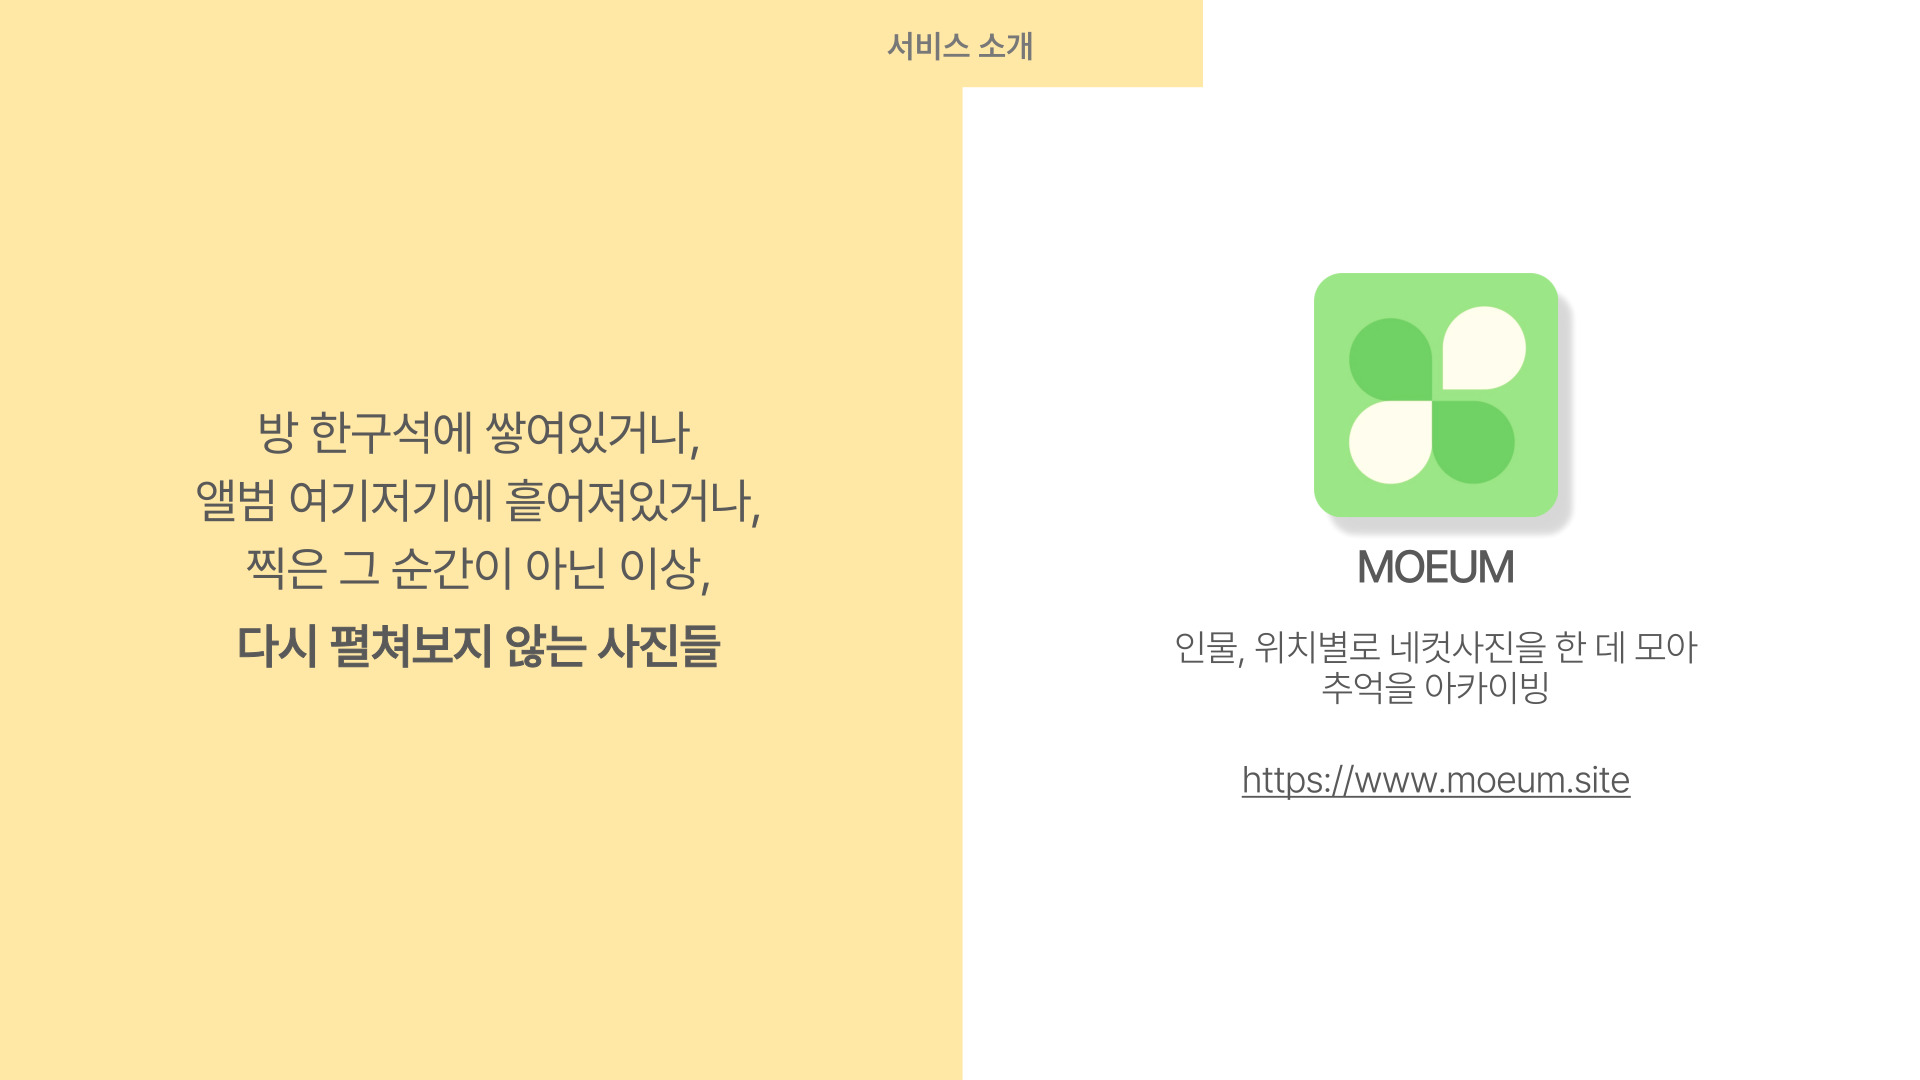 서비스 소개
방 한구석에 쌓여있거나,
앨범 여기저기에 흩어져있거나,
찍은 그 순간이 아닌 이상,
다시 펼쳐보지 않는 사진들
MOEUM
인물, 위치별로 네컷사진을 한 데 모아
추억을 아카이빙
https://www.moeum.site